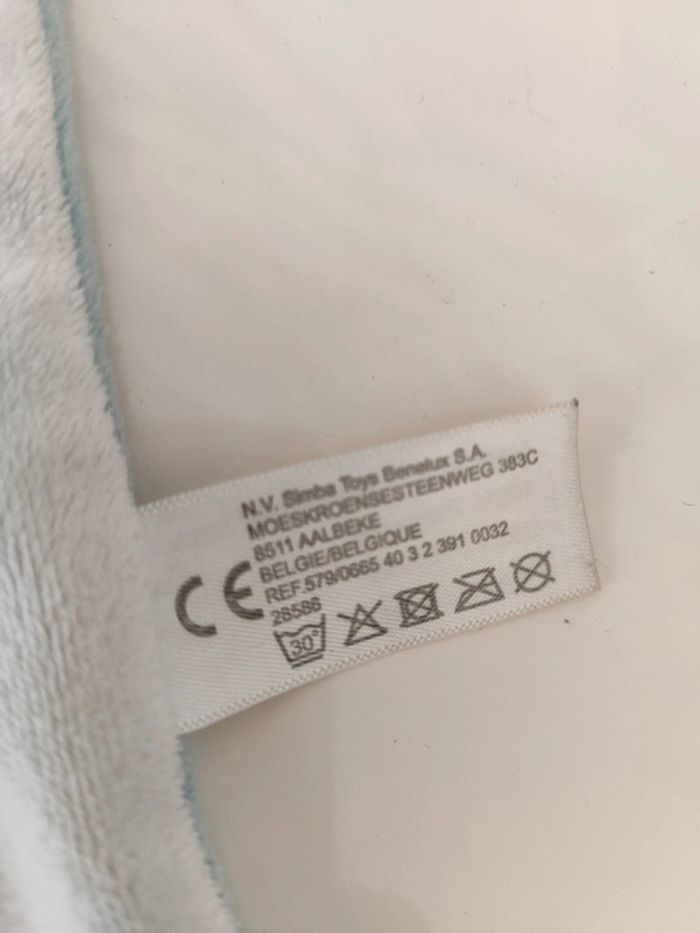 N.V. Simba Toys Benelux S.A.
MOESKROENSESTEENWEG 383C
8511 AALBEKE
BELGIE/BELGIQUE
REF.579/0665 40 3 2 391 0032
28586
CE
30°